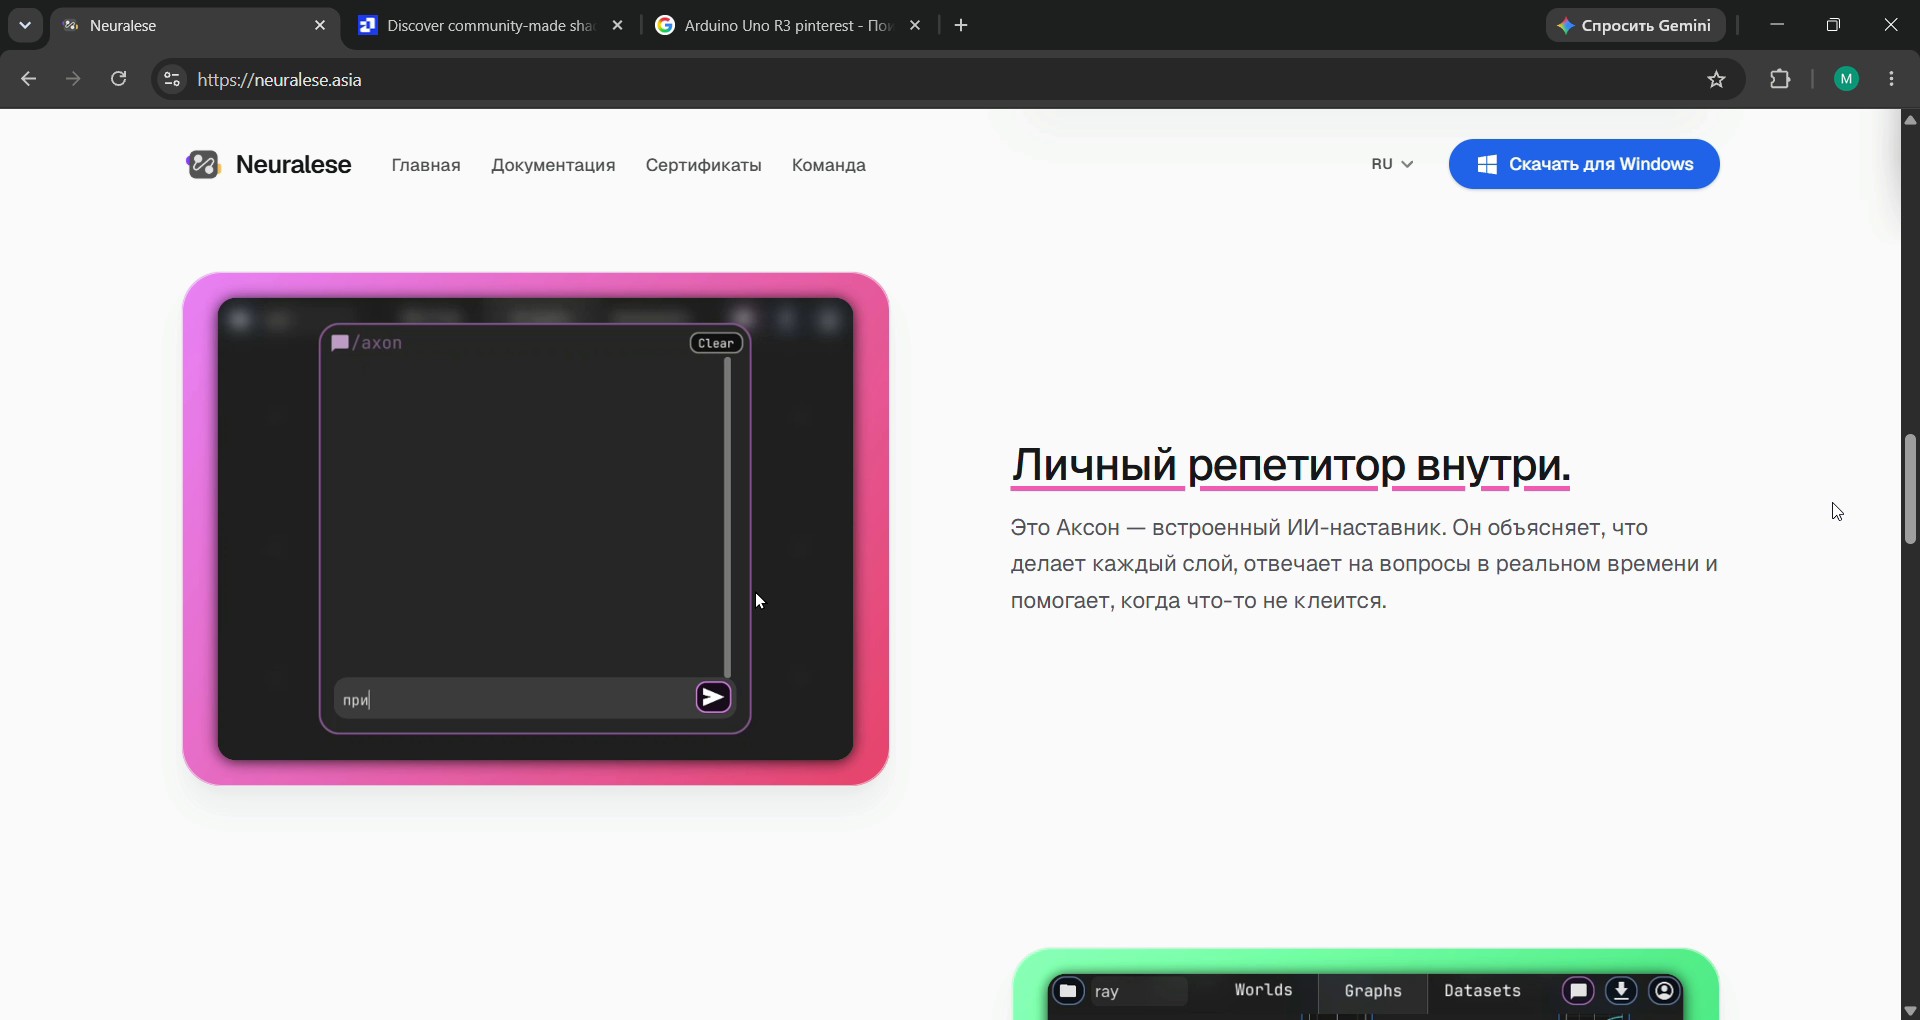 Neuralese
Discover community-made sha
Arduino Uno R3 pinterest - Пои
Спросить Gemini
https://neuralese.asia
M
Neuralese
Главная
Документация
Сертификаты
Команда
RU
Скачать для Windows
/axon
Clear
при
Личный репетитор внутри.
Это Аксон — встроенный ИИ-наставник. Он объясняет, что
делает каждый слой, отвечает на вопросы в реальном времени и
помогает, когда что-то не клеится.
ray
Worlds
Graphs
Datasets